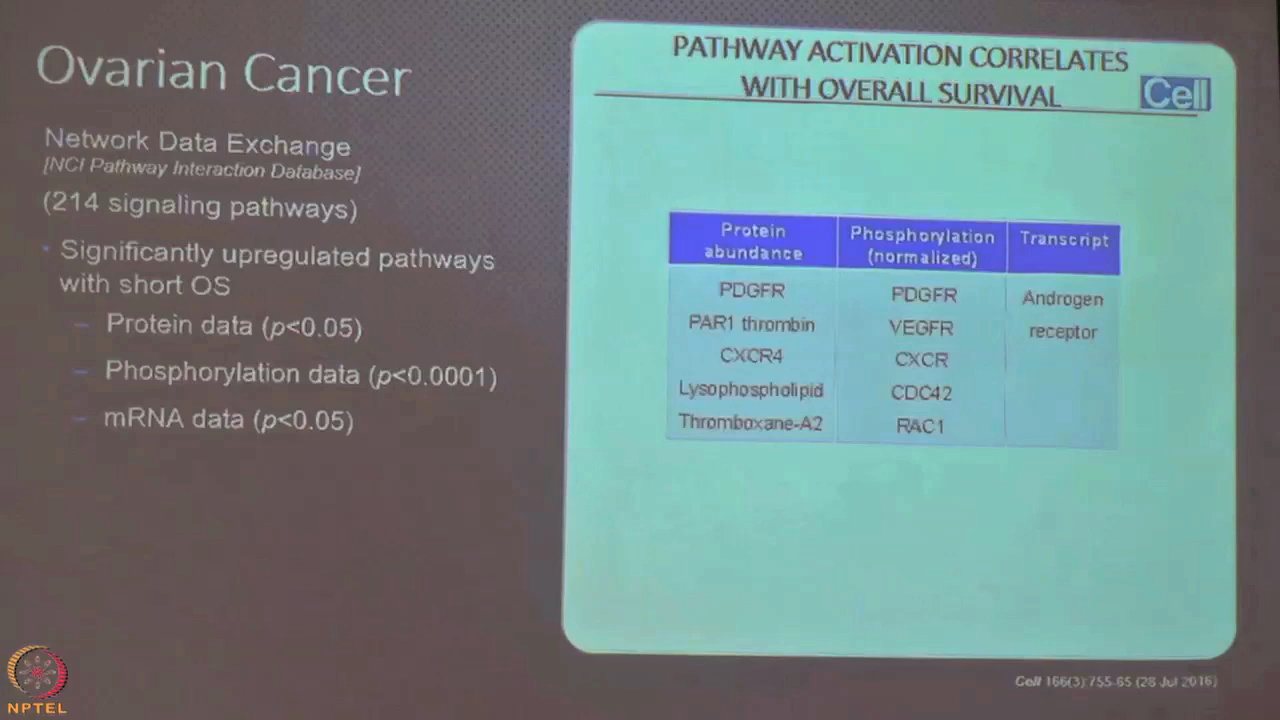 Ovarian Cancer
Network Data Exchange
[NCI Pathway Interaction Database]
(214 signaling pathways)
• Significantly upregulated pathways
with short OS
– Protein data (p<0.05)
– Phosphorylation data (p<0.0001)
– mRNA data (p<0.05)
PATHWAY ACTIVATION CORRELATES
WITH OVERALL SURVIVAL
Cell
Protein
abundance
PDGFR
PAR1 thrombin
CXCR4
Lysophospholipid
Thromboxane-A2
Phosphorylation
(normalized)
PDGFR
VEGFR
CXCR
CDC42
RAC1
Transcript
Androgen
receptor
Cell 166(3):755-65 (28 Jul 2016)
NPTEL